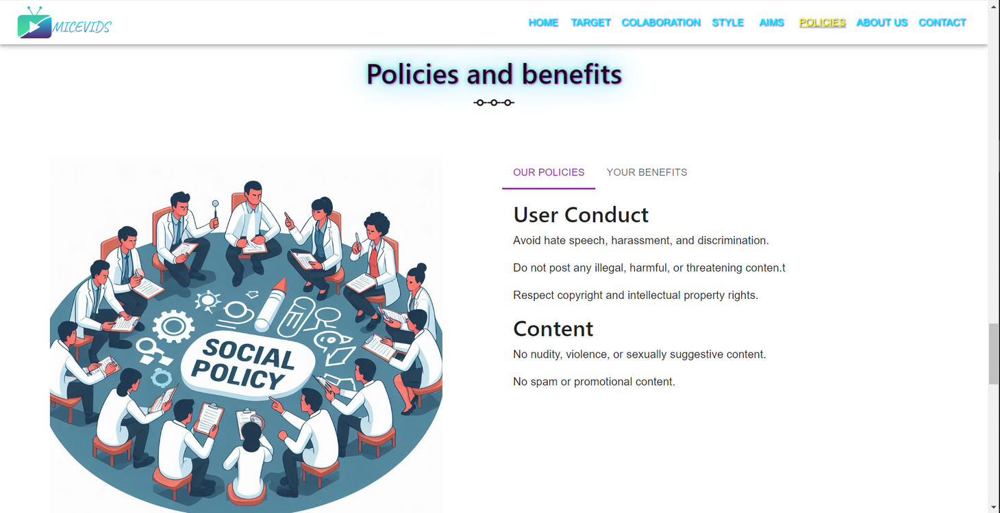 MICEVIDS
HOME TARGET COLABORATION STYLE AIMS POLICIES ABOUT US CONTACT
Policies and benefits
OUR POLICIES YOUR BENEFITS
User Conduct
Avoid hate speech, harassment, and discrimination.
Do not post any illegal, harmful, or threatening conten.t
Respect copyright and intellectual property rights.
Content
No nudity, violence, or sexually suggestive content.
No spam or promotional content.
SOCIAL
POLICY